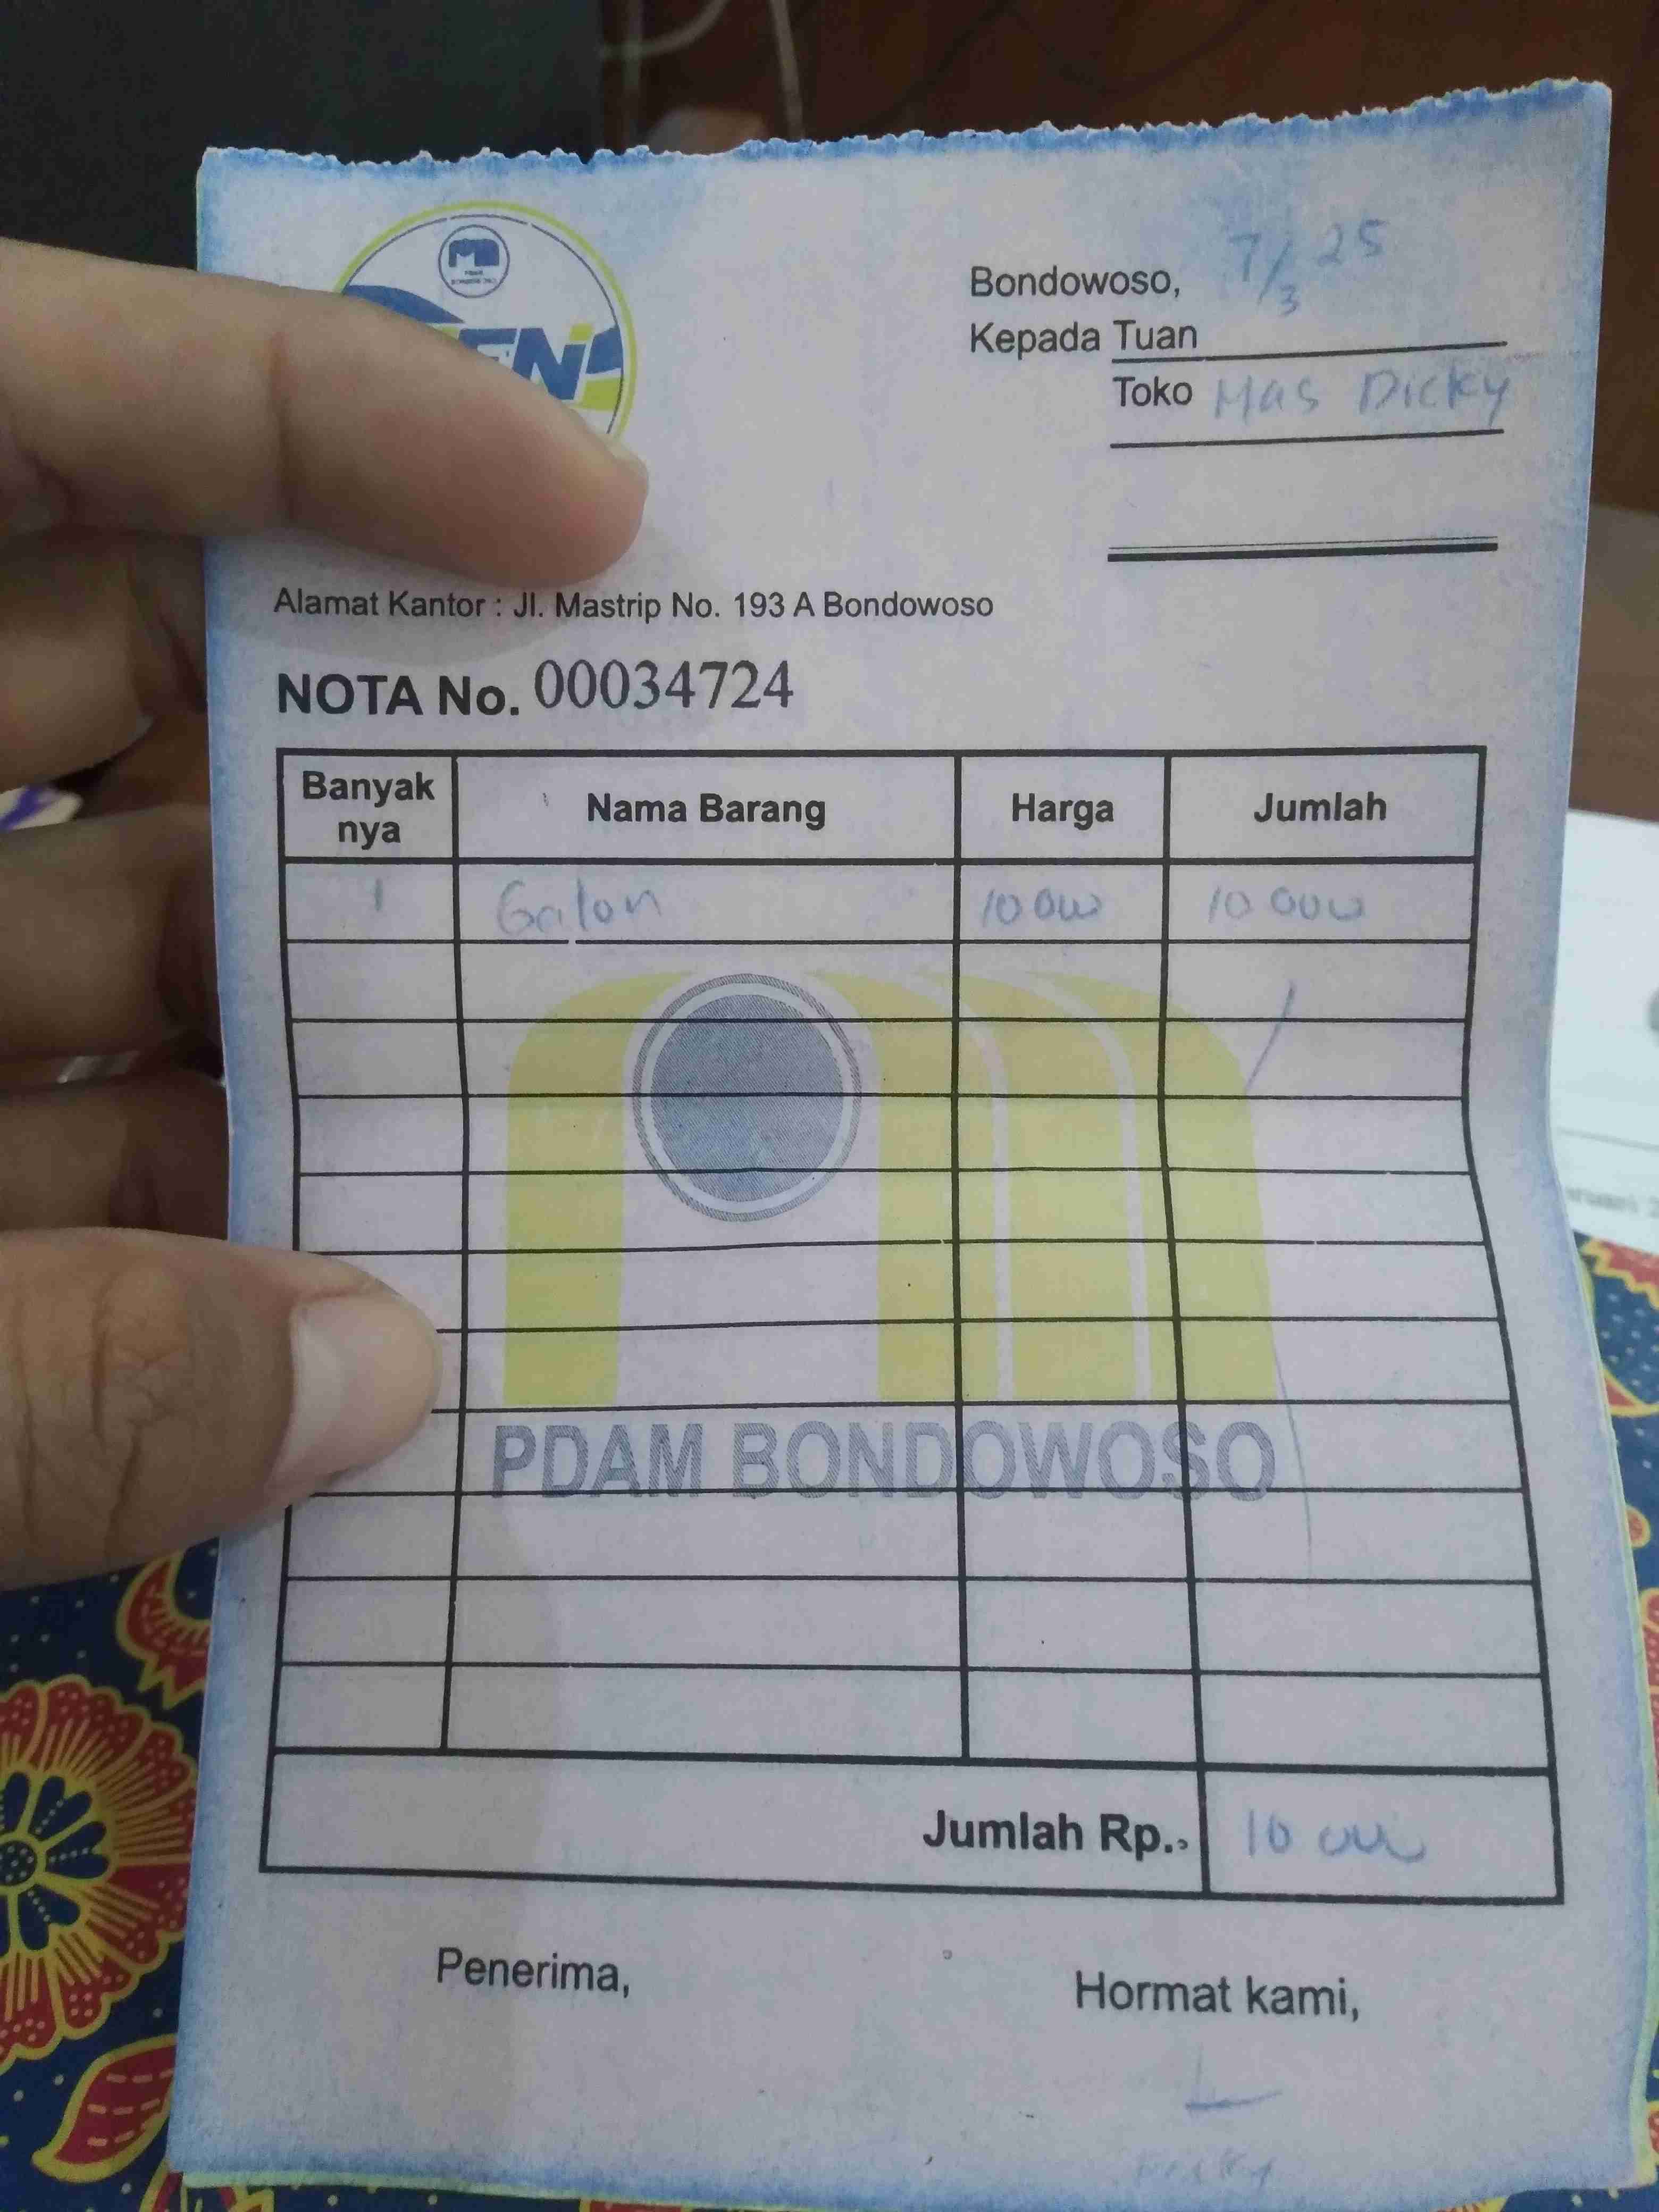 Bondowoso, 7/3 25
Kepada Tuan
Toko Mas Dicky
Alamat Kantor : Jl. Mastrip No. 193 A Bondowoso
NOTA No. 00034724
Banyak nya Nama Barang Harga Jumlah
1 Galon 10 000 10 000
PDAM BONDOWOSO
Jumlah Rp. 10 000
Penerima, Hormat kami,